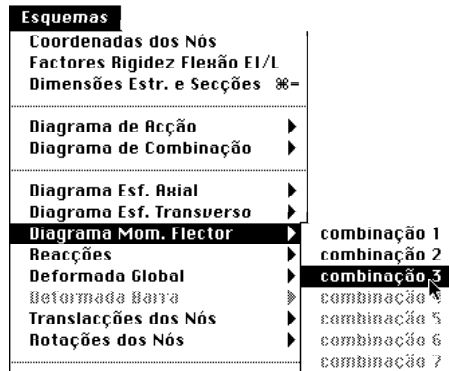 Esquemas
Coordenadas dos Nós
Factores Rigidez Flexão EI/L
Dimensões Estr. e Secções ⌘=
Diagrama de Acção
Diagrama de Combinação
Diagrama Esf. Axial
Diagrama Esf. Transverso
Diagrama Mom. Flector
Reacções
Deformada Global
Deformada Barra
Translacções dos Nós
Rotações dos Nós
combinação 1
combinação 2
combinação 3
combinação 4
combinação 5
combinação 6
combinação 7